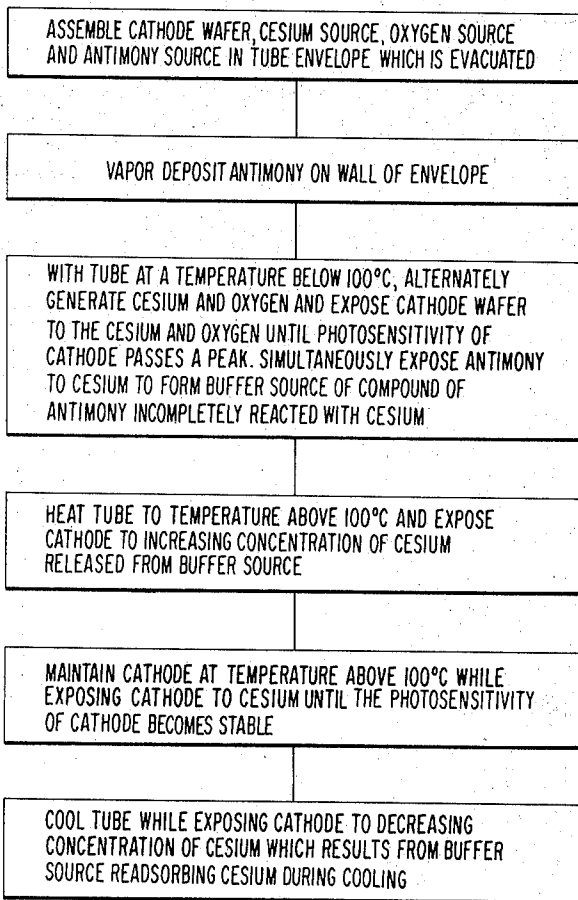 ASSEMBLE CATHODE WAFER, CESIUM SOURCE, OXYGEN SOURCE
AND ANTIMONY SOURCE IN TUBE ENVELOPE WHICH IS EVACUATED
VAPOR DEPOSIT ANTIMONY ON WALL OF ENVELOPE
WITH TUBE AT A TEMPERATURE BELOW 100°C, ALTERNATELY
GENERATE CESIUM AND OXYGEN AND EXPOSE CATHODE WAFER
TO THE CESIUM AND OXYGEN UNTIL PHOTOSENSITIVITY OF
CATHODE PASSES A PEAK. SIMULTANEOUSLY EXPOSE ANTIMONY
TO CESIUM TO FORM BUFFER SOURCE OF COMPOUND OF
ANTIMONY INCOMPLETELY REACTED WITH CESIUM
HEAT TUBE TO TEMPERATURE ABOVE 100°C AND EXPOSE
CATHODE TO INCREASING CONCENTRATION OF CESIUM
RELEASED FROM BUFFER SOURCE
MAINTAIN CATHODE AT TEMPERATURE ABOVE 100°C WHILE
EXPOSING CATHODE TO CESIUM UNTIL THE PHOTOSENSITIVITY
OF CATHODE BECOMES STABLE
COOL TUBE WHILE EXPOSING CATHODE TO DECREASING
CONCENTRATION OF CESIUM WHICH RESULTS FROM BUFFER
SOURCE READSORBING CESIUM DURING COOLING